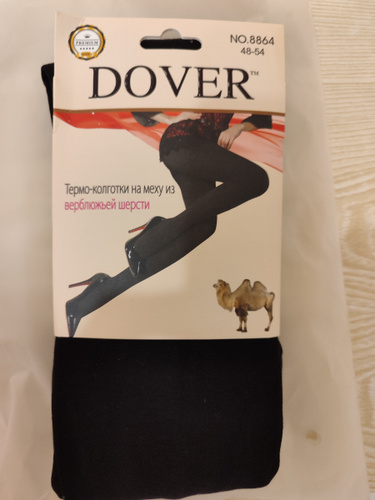 PREMIUM
NO.8864
48-54
DOVER™
Термо-колготки на меху из
верблюжьей шерсти